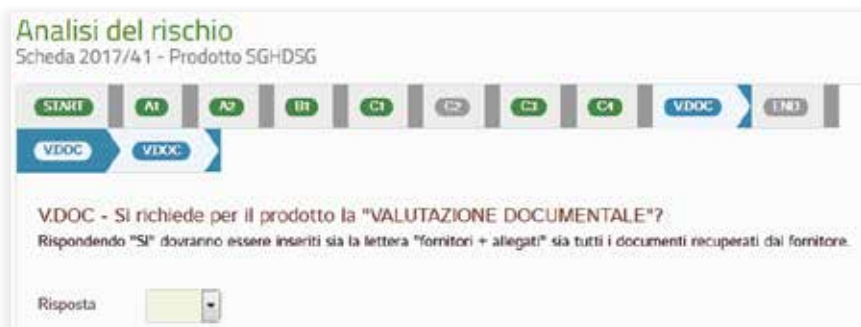 Analisi del rischio
Scheda 2017/41 - Prodotto SGHDSG
START A1 A2 B1 C1 C2 C3 C4 V.DOC END
V.DOC V.DOC
V.DOC - Si richiede per il prodotto la "VALUTAZIONE DOCUMENTALE"?
Rispondendo "SI" dovranno essere inseriti sia la lettera "fornitori + allegati" sia tutti i documenti recuperati dal fornitore.
Risposta